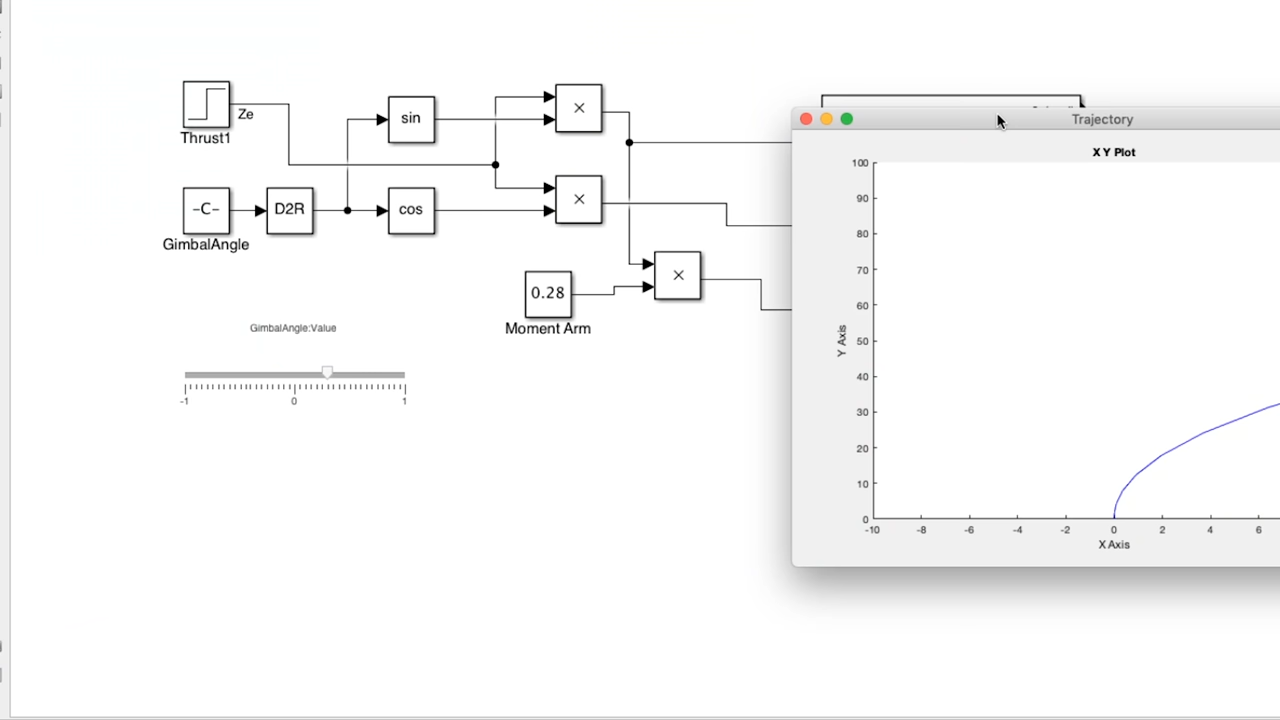 Ze
Thrust1
sin
×
-C-
D2R
cos
×
GimbalAngle
×
0.28
Moment Arm
GimbalAngle:Value
-1 0 1
Trajectory
X Y Plot
100
90
80
70
60
50
40
30
20
10
0
Y Axis
-10 -8 -6 -4 -2 0 2 4 6
X Axis